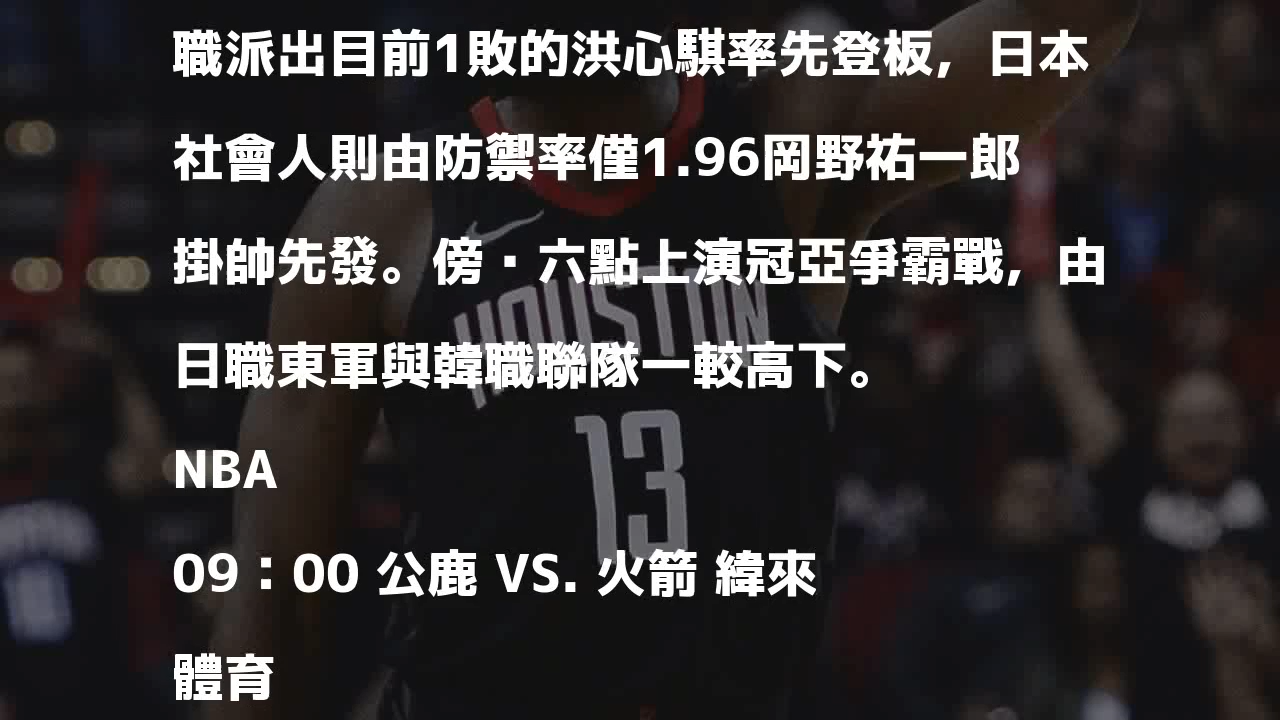 職派出目前1敗的洪心騏率先登板，日本
社會人則由防禦率僅1.96岡野祐一郎
掛帥先發。傍·六點上演冠亞爭霸戰，由
日職東軍與韓職聯隊一較高下。
HOUSTON
13
NBA
09：00 公鹿 VS. 火箭 緯來
體育